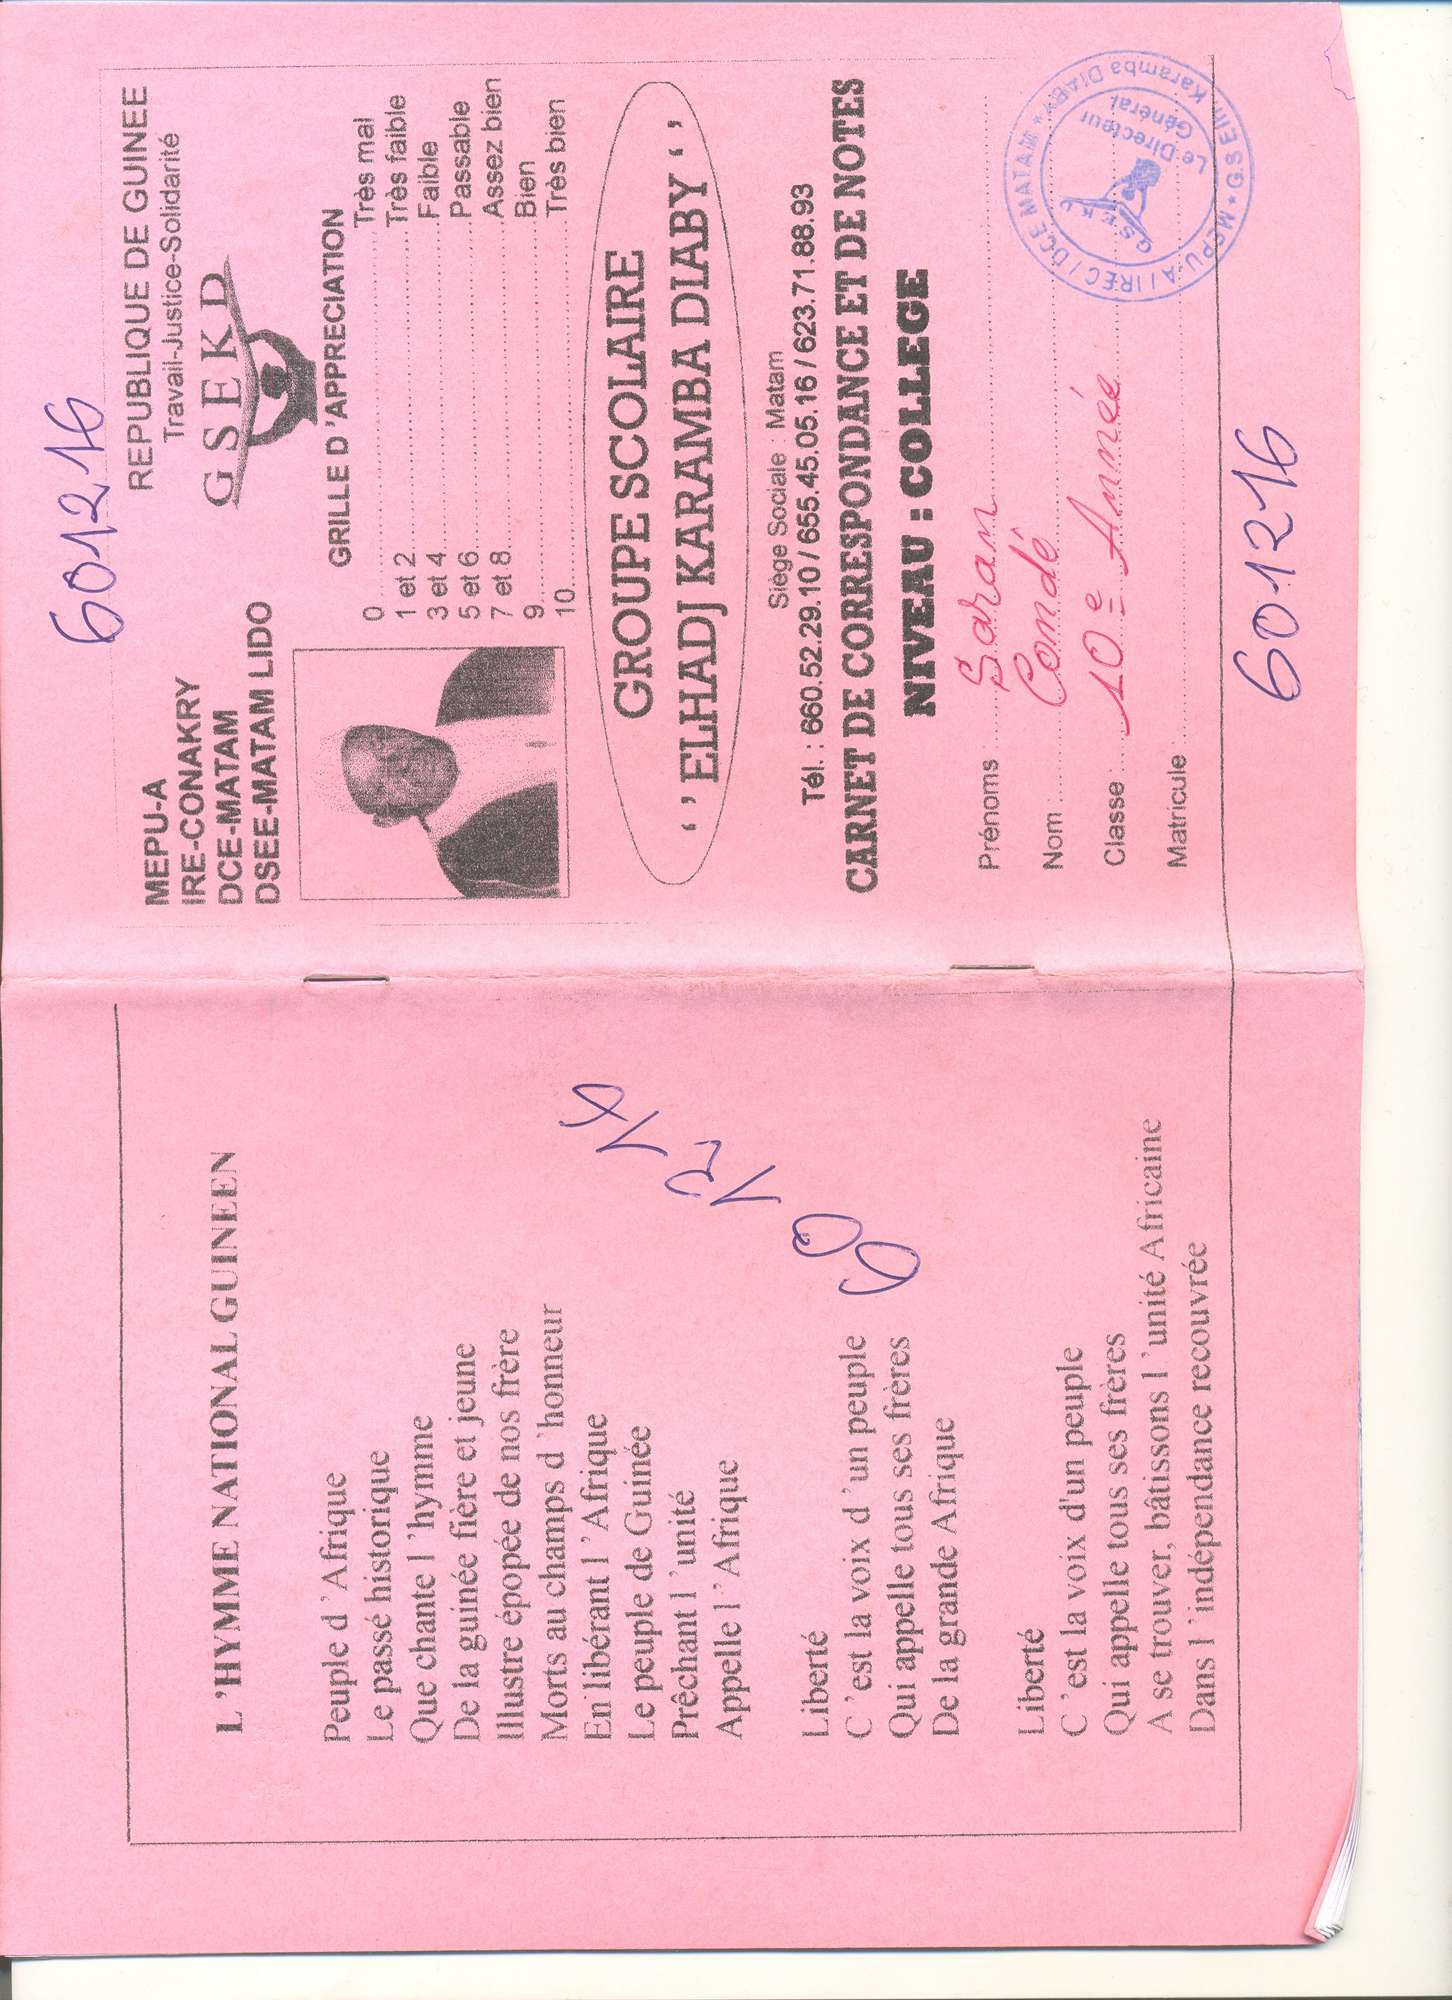 60 12 16
L'HYMME NATIONAL GUINEEN
Peuple d'Afrique
Le passé historique
Que chante l'hymne
De la guinée fière et jeune
Illustre épopée de nos frère
Morts au champs d'honneur
En libérant l'Afrique
Le peuple de Guinée
Prêchant l'unité
Appelle l'Afrique
Liberté
C'est la voix d'un peuple
Qui appelle tous ses frères
De la grande Afrique
Liberté
C'est la voix d'un peuple
Qui appelle tous ses frères
A se trouver, bâtissons l'unité Africaine
Dans l'indépendance recouvrée
601216
MEPU-A
IRE-CONAKRY
DCE-MATAM
DSEE-MATAM LIDO
REPUBLIQUE DE GUINEE
Travail-Justice-Solidarité
GSEKD
GRILLE D'APPRECIATION
0 Très mal
1 et 2 Très faible
3 et 4 Faible
5 et 6 Passable
7 et 8 Assez bien
9 Bien
10 Très bien
GROUPE SCOLAIRE
‘’ELHADJ KARAMBA DIABY‘’
Siège Sociale : Matam
Tél. : 660.52.29.10 / 655.45.05.16 / 623.71.88.93
CARNET DE CORRESPONDANCE ET DE NOTES
NIVEAU : COLLEGE
Prénoms Saran
Nom : Condé
Classe : 10e Année
Matricule
MEPU-A / IREC / DCE MATAM
Le Directeur
Général
601216